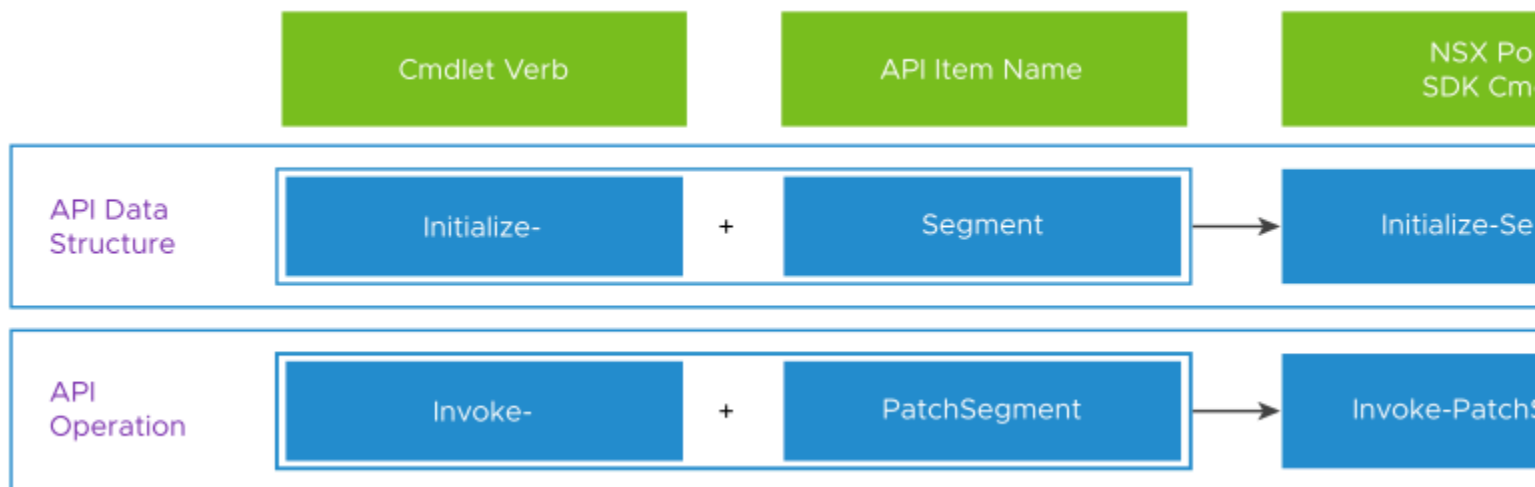 Cmdlet Verb
API Item Name
NSX Po
SDK Cm
API Data
Structure
Initialize-
+
Segment
Initialize-Se
API
Operation
Invoke-
+
PatchSegment
Invoke-PatchS